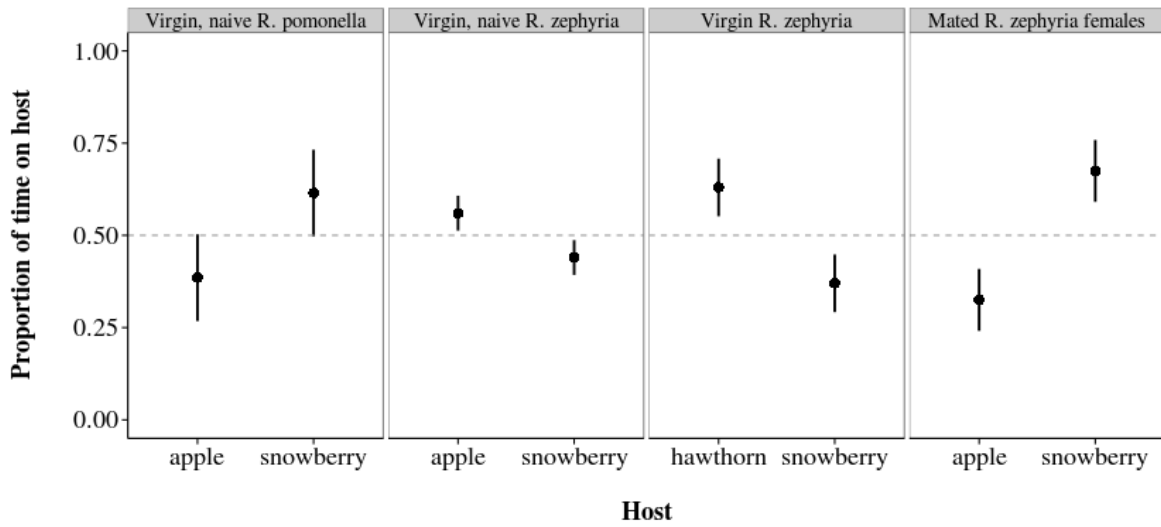 Virgin, naive R. pomonella
Virgin, naive R. zephyria
Virgin R. zephyria
Mated R. zephyria females
Proportion of time on host
1.00
0.75
0.50
0.25
0.00
apple snowberry
apple snowberry
hawthorn snowberry
apple snowberry
Host